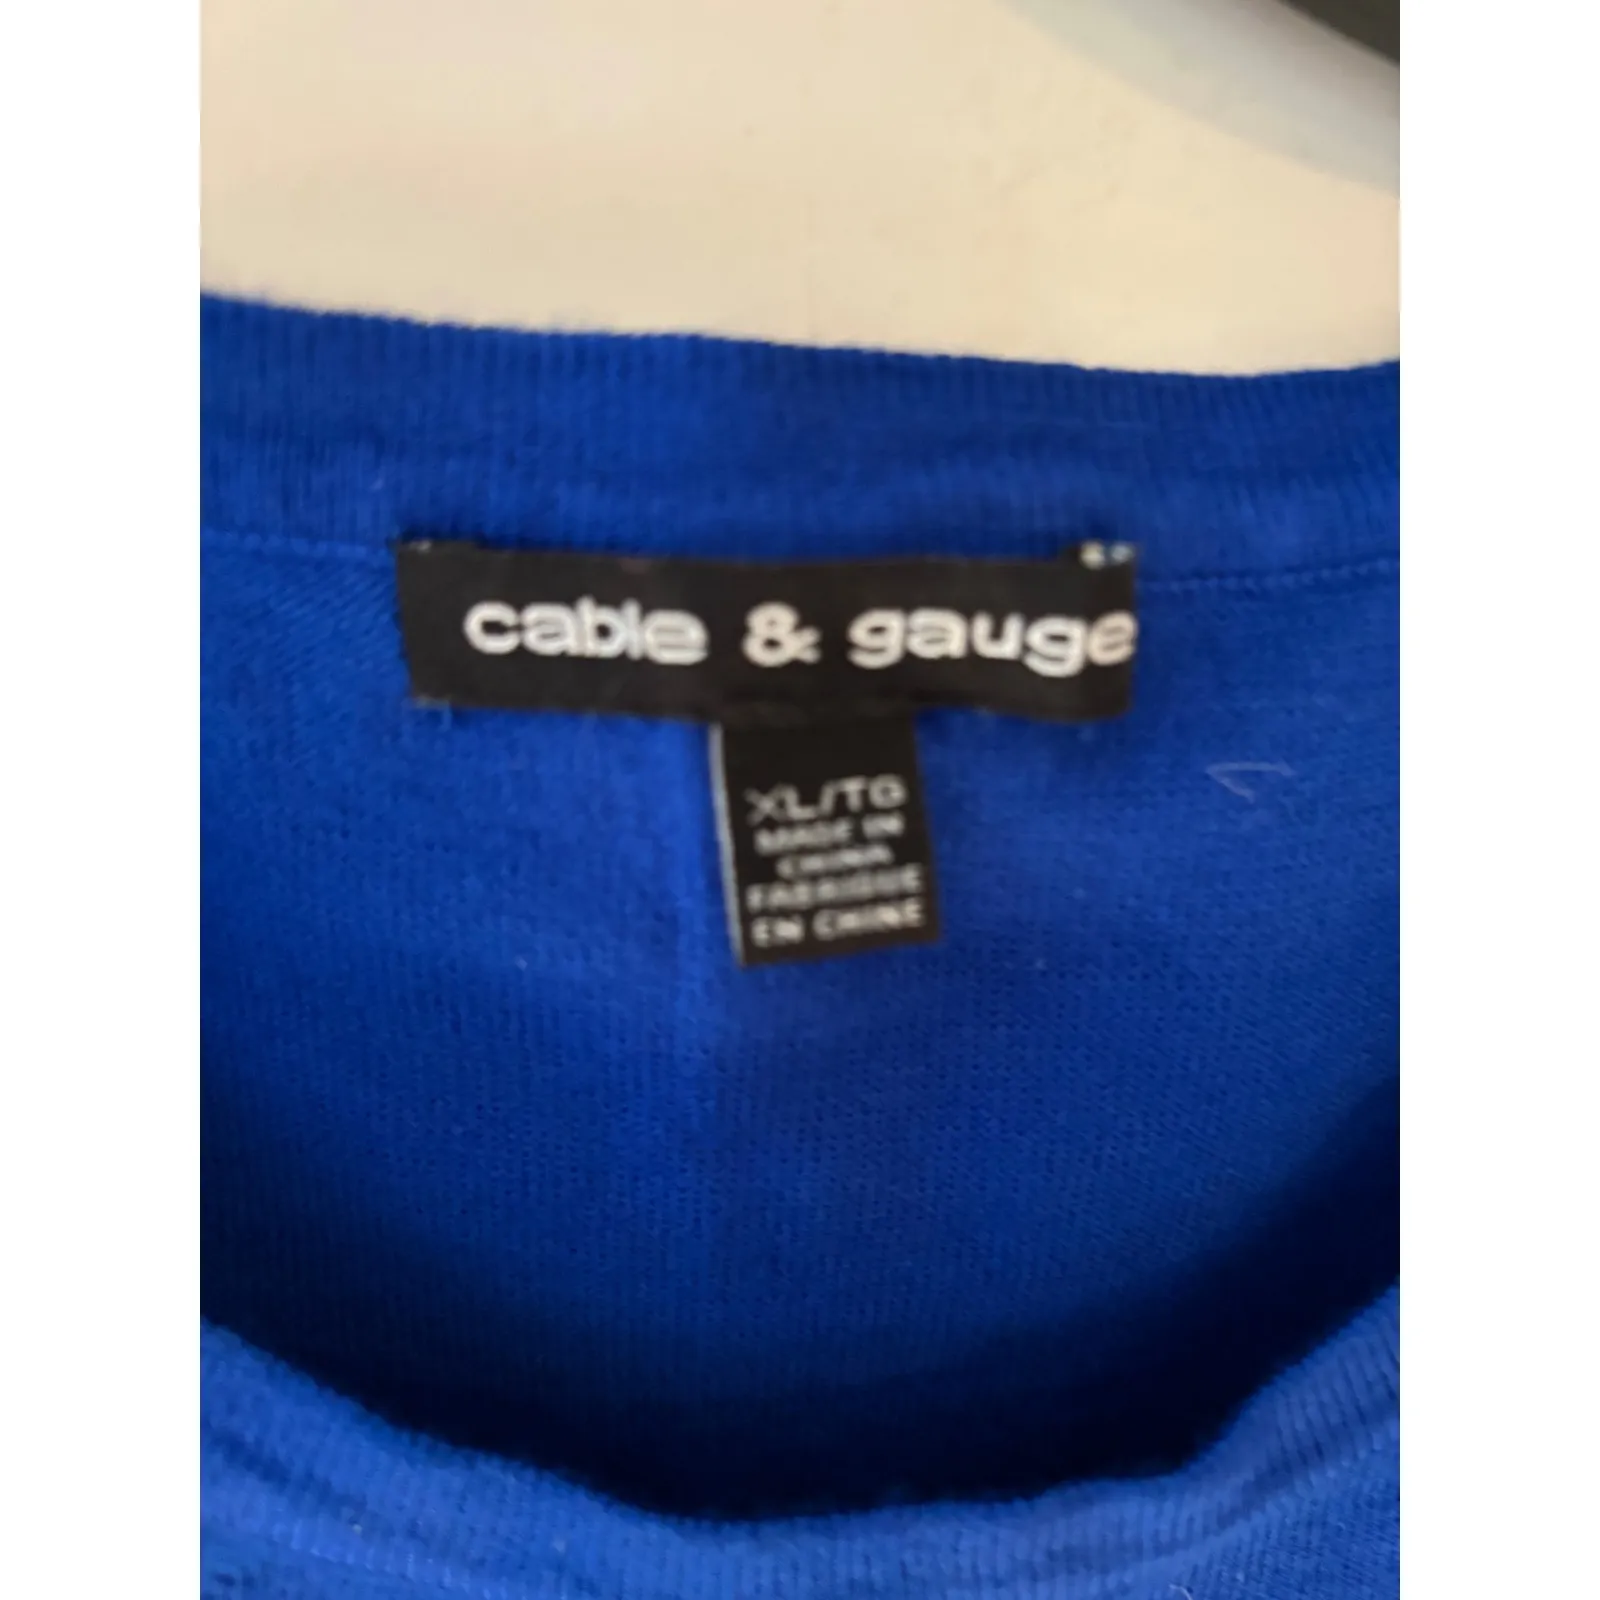 cable & gauge
XL/TG
MADE IN
CHINA
FABRIQUE
EN CHINE